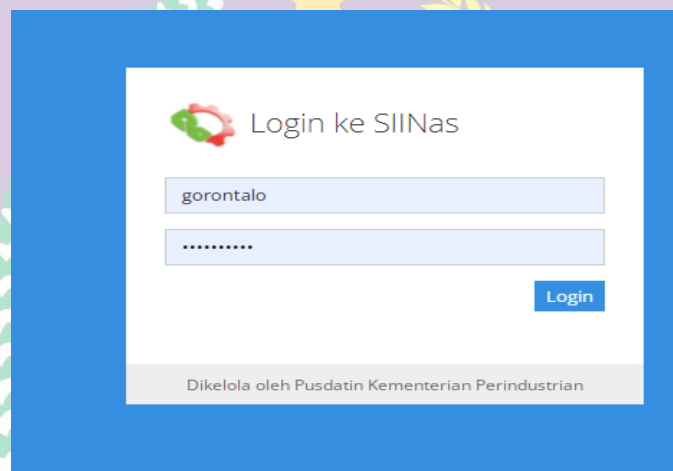 Login ke SIINas
gorontalo
••••••••••
Login
Dikelola oleh Pusdatin Kementerian Perindustrian